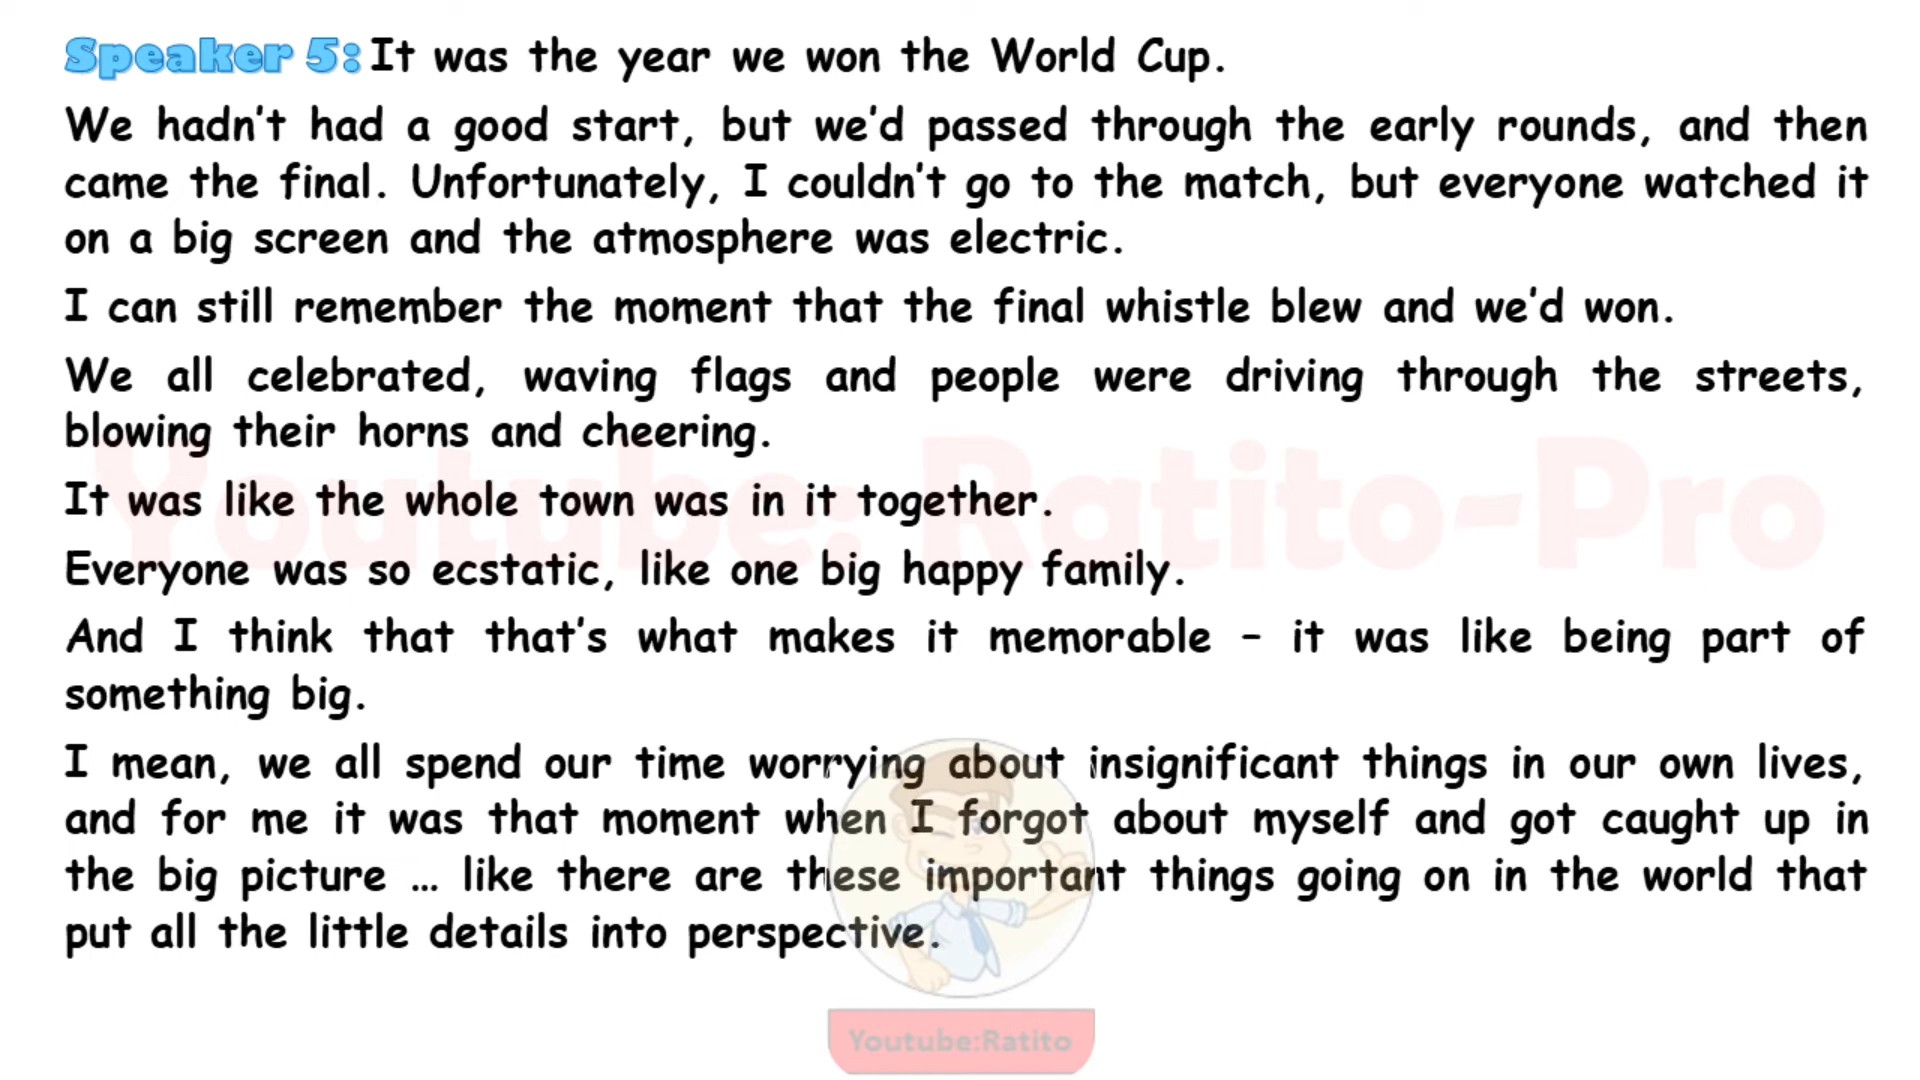 Speaker 5: It was the year we won the World Cup.
We hadn't had a good start, but we'd passed through the early rounds, and then
came the final. Unfortunately, I couldn't go to the match, but everyone watched it
on a big screen and the atmosphere was electric.
I can still remember the moment that the final whistle blew and we'd won.
We all celebrated, waving flags and people were driving through the streets,
blowing their horns and cheering.
It was like the whole town was in it together.
Everyone was so ecstatic, like one big happy family.
And I think that that's what makes it memorable – it was like being part of
something big.
I mean, we all spend our time worrying about insignificant things in our own lives,
and for me it was that moment when I forgot about myself and got caught up in
the big picture … like there are these important things going on in the world that
put all the little details into perspective.
Youtube: Ratito-Pro
Youtube:Ratito